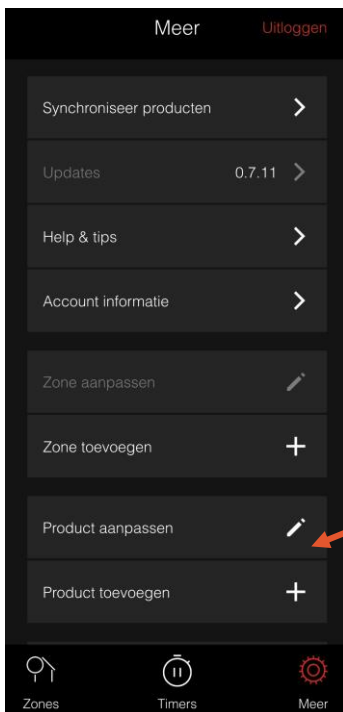 Meer
Uitloggen
Synchroniseer producten
Updates 0.7.11
Help & tips
Account informatie
Zone aanpassen
Zone toevoegen
Product aanpassen
Product toevoegen
Zones Timers Meer